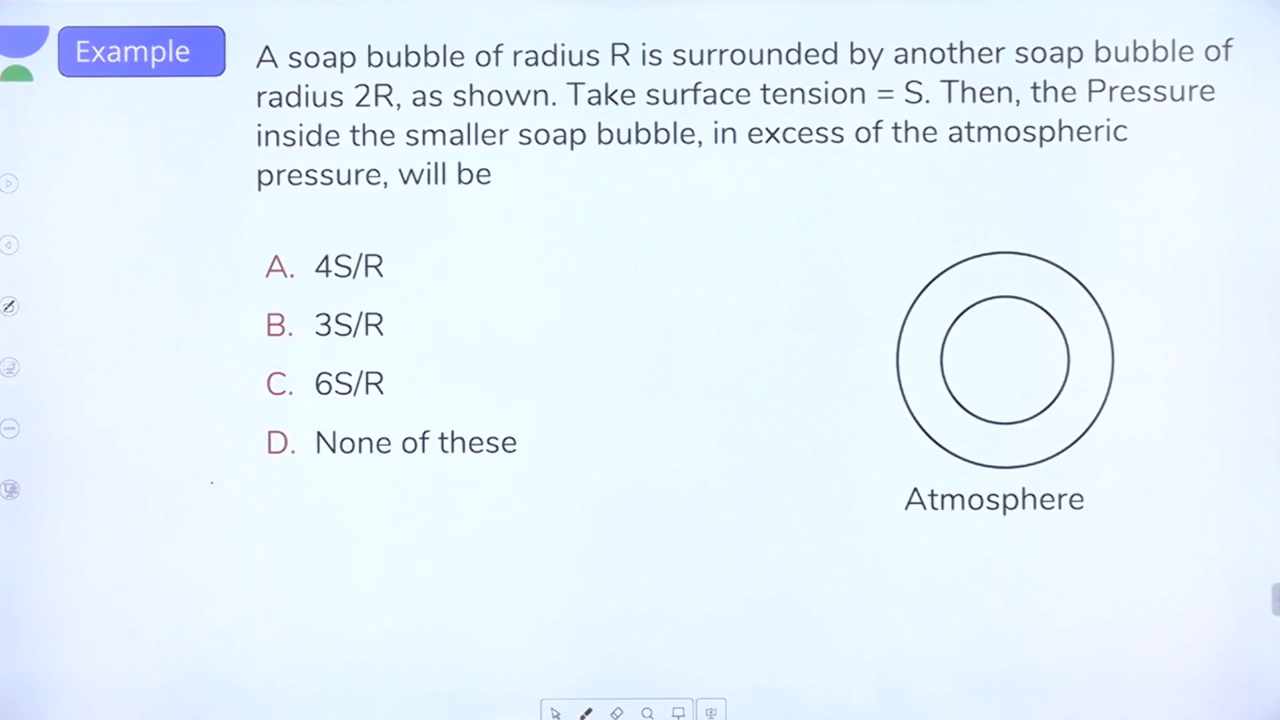 Example
A soap bubble of radius R is surrounded by another soap bubble of
radius 2R, as shown. Take surface tension = S. Then, the Pressure
inside the smaller soap bubble, in excess of the atmospheric
pressure, will be
A. 4S/R
B. 3S/R
C. 6S/R
D. None of these
Atmosphere